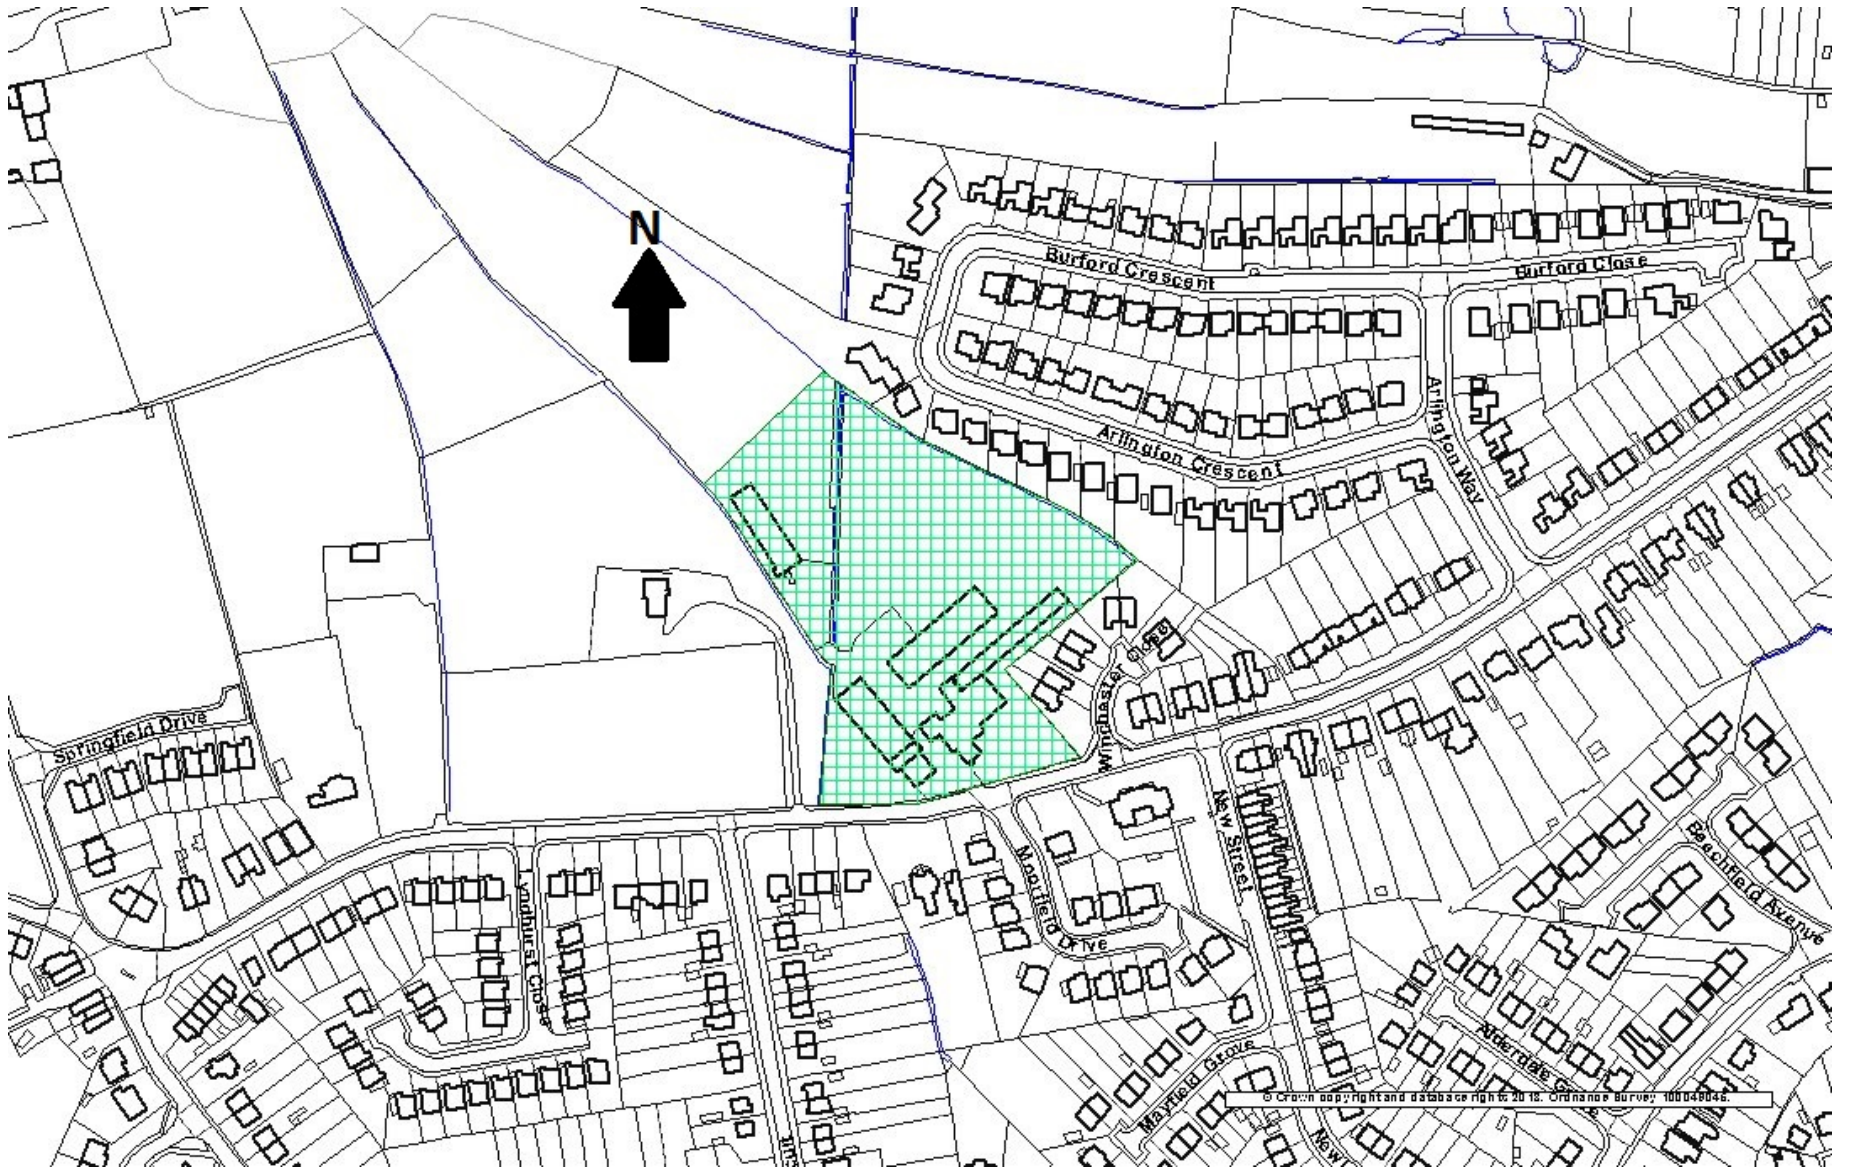 N
Burford Crescent
Burford Close
Arlington Way
Arlington Crescent
Winchester Close
Springfield Drive
New Street
Moorfield Drive
Beechfield Avenue
Lyndhurst Close
Alderdale
Mayfield Grove
© Crown copyright and database rights 2018. Ordnance Survey 100049046.